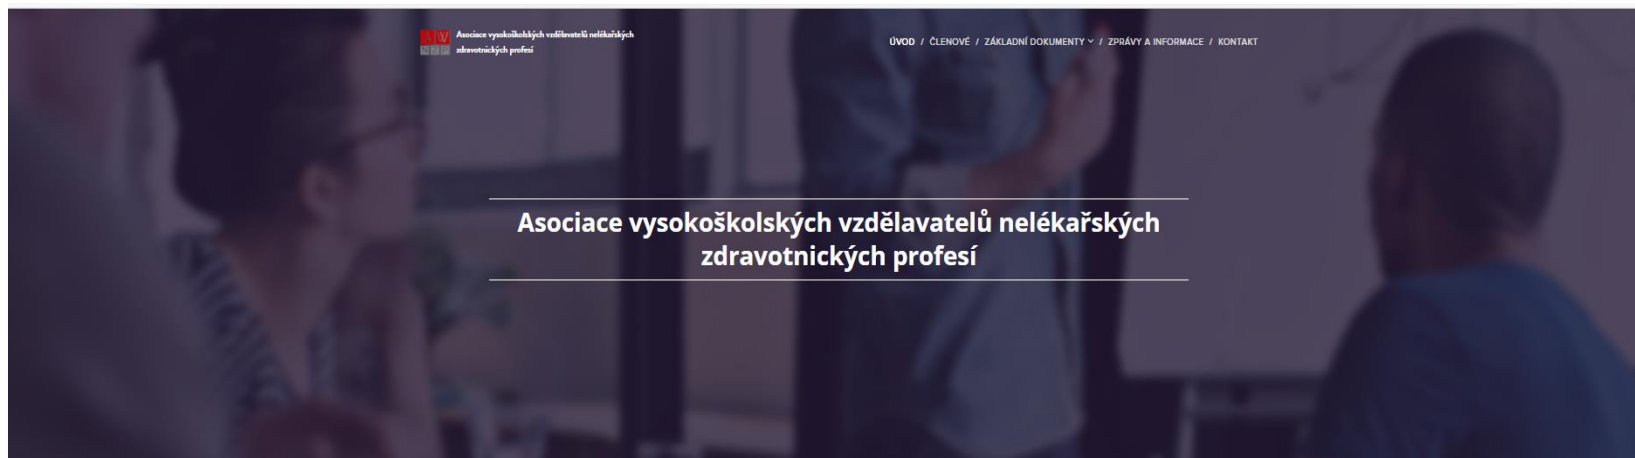 Asociace vysokoškolských vzdělavatelů nelékařských
zdravotnických profesí
ÚVOD / ČLENOVÉ / ZÁKLADNÍ DOKUMENTY / ZPRÁVY A INFORMACE / KONTAKT
Asociace vysokoškolských vzdělavatelů nelékařských
zdravotnických profesí